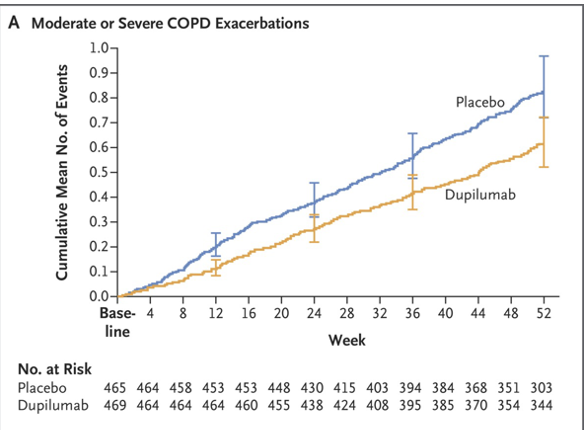 A Moderate or Severe COPD Exacerbations
Cumulative Mean No. of Events
1.0
0.9
0.8
0.7
0.6
0.5
0.4
0.3
0.2
0.1
0.0
Placebo
Dupilumab
Base-
line
4 8 12 16 20 24 28 32 36 40 44 48 52
Week
No. at Risk
Placebo 465 464 458 453 453 448 430 415 403 394 384 368 351 303
Dupilumab 469 464 464 464 460 455 438 424 408 395 385 370 354 344